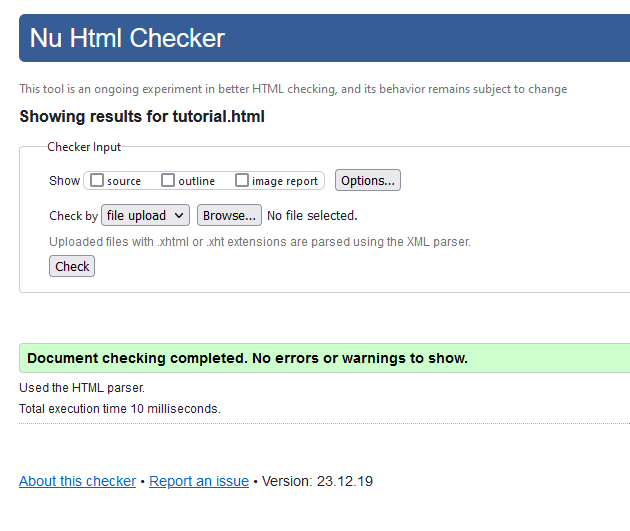 Nu Html Checker
This tool is an ongoing experiment in better HTML checking, and its behavior remains subject to change
Showing results for tutorial.html
Checker Input
Show source outline image report Options...
Check by file upload Browse... No file selected.
Uploaded files with .xhtml or .xht extensions are parsed using the XML parser.
Check
Document checking completed. No errors or warnings to show.
Used the HTML parser.
Total execution time 10 milliseconds.
About this checker • Report an issue • Version: 23.12.19